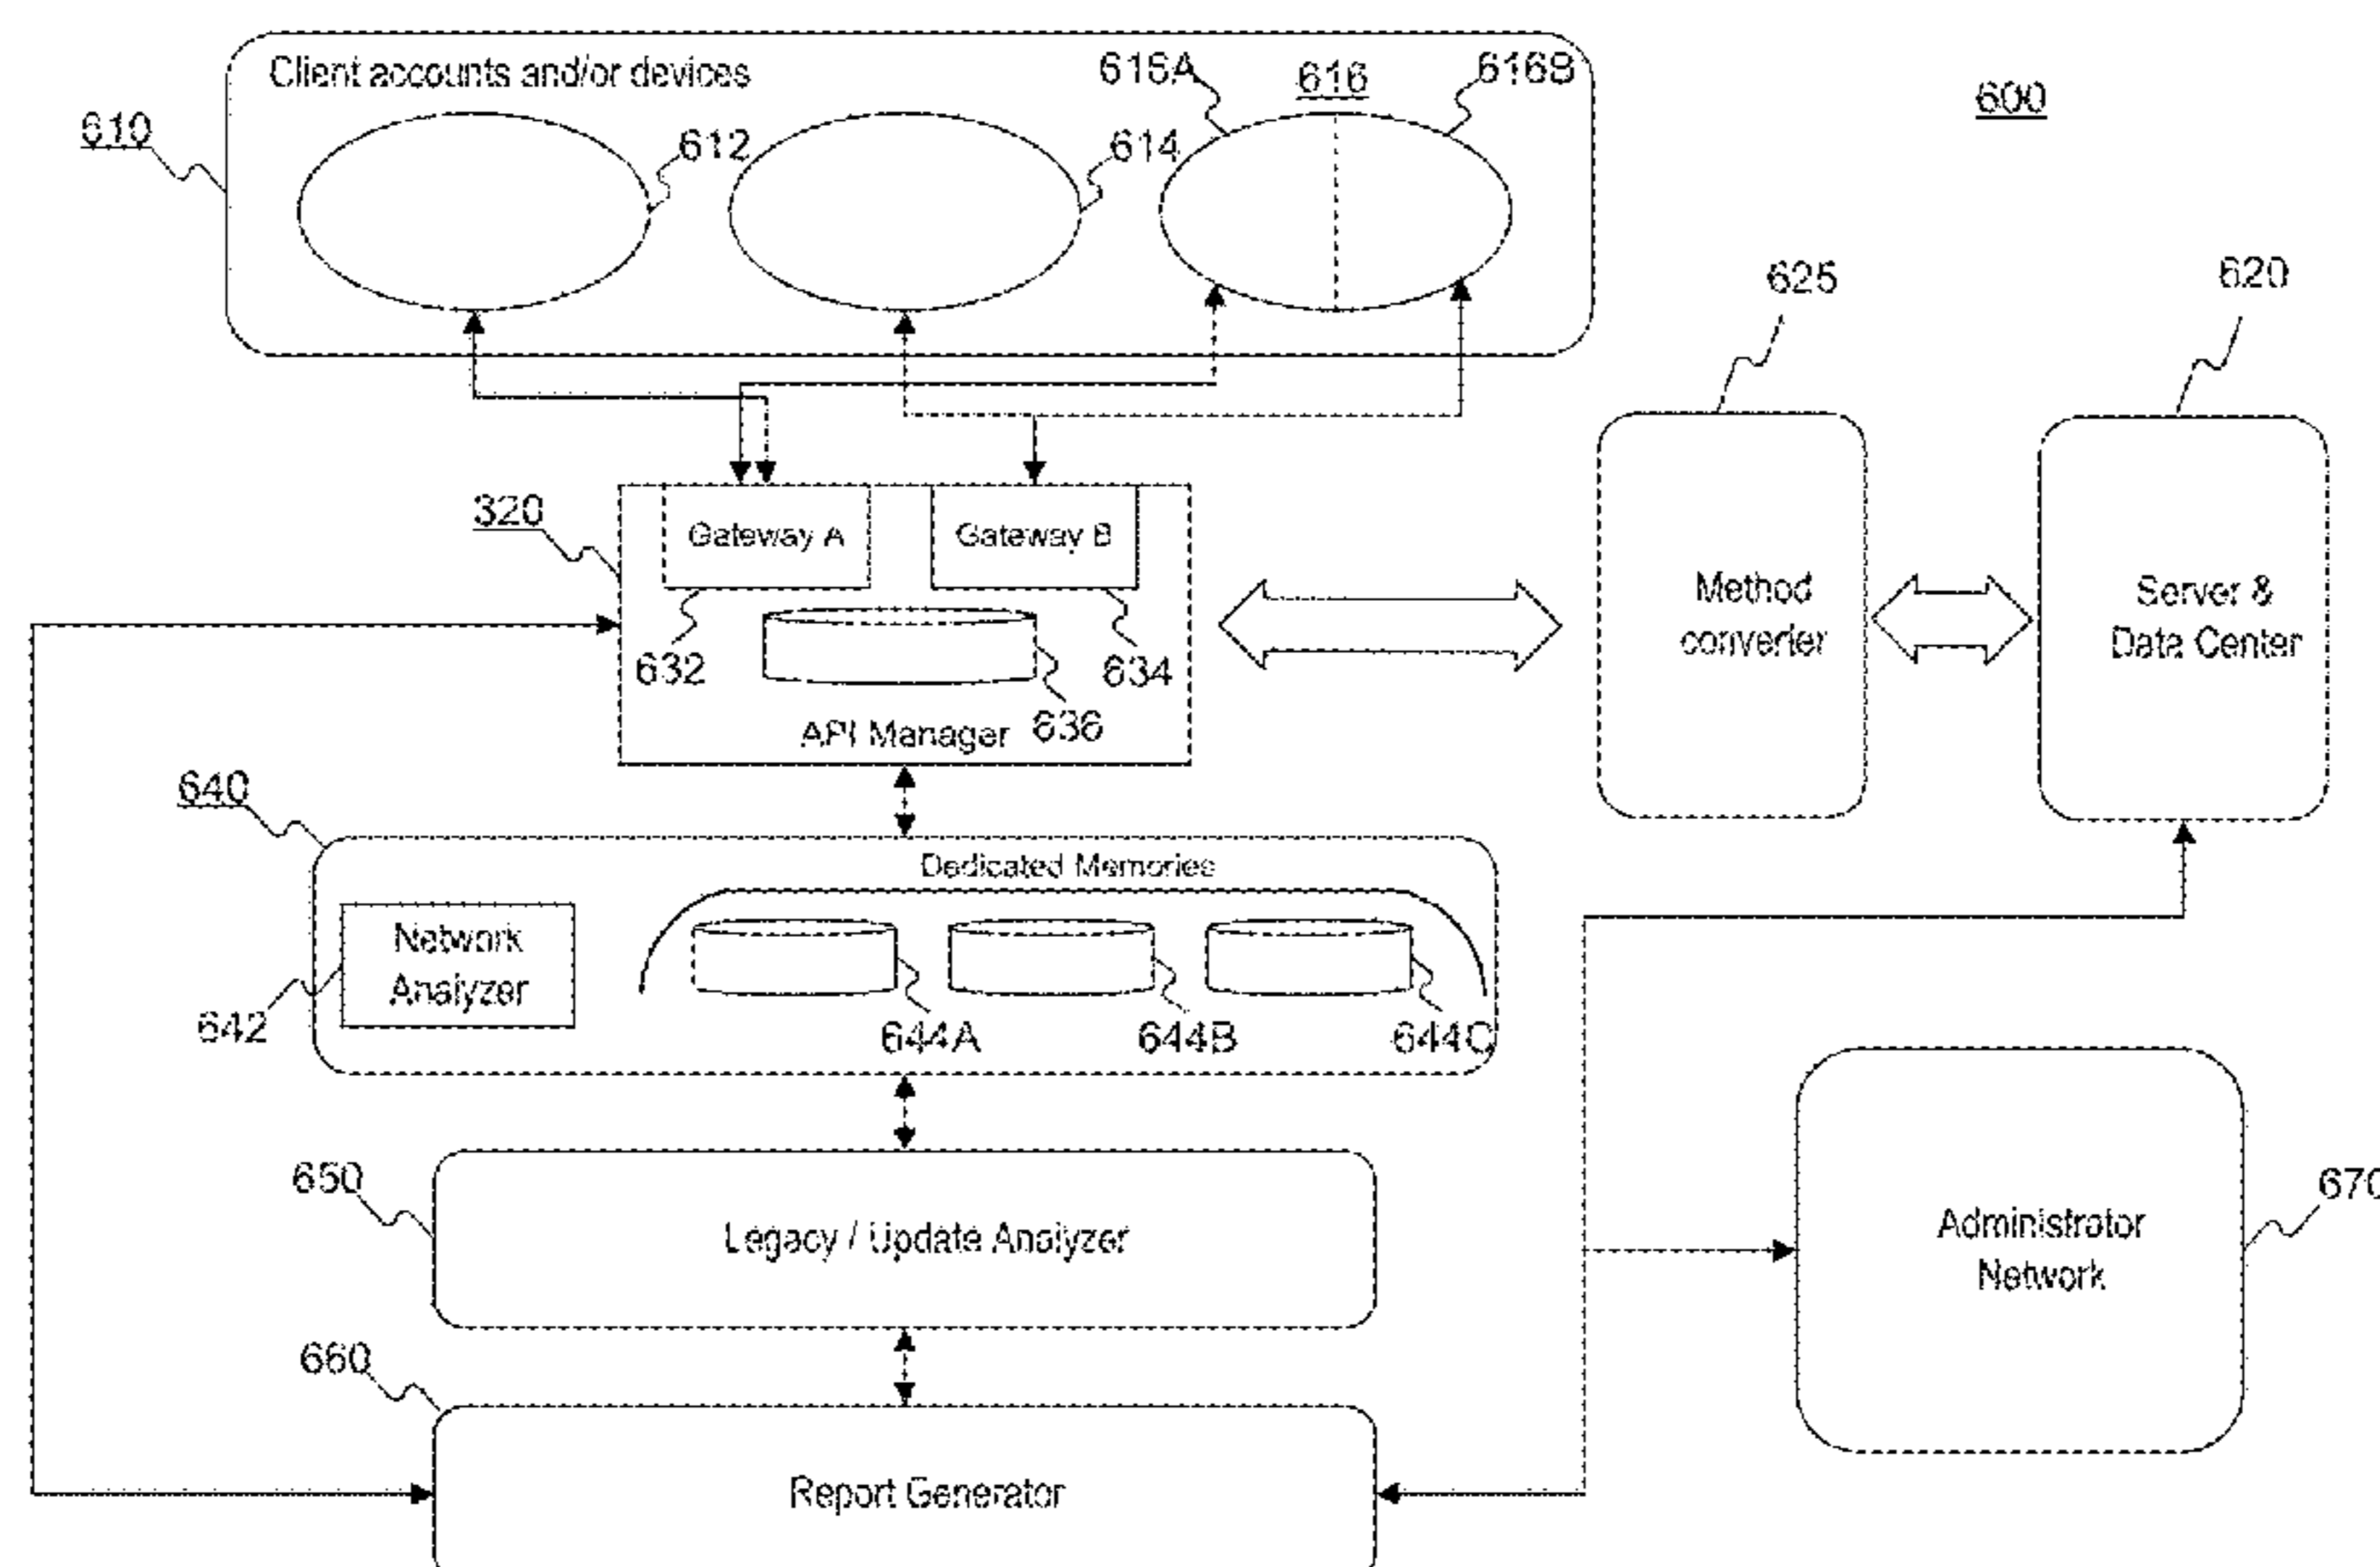 Client accounts and/or devices
616A
616
616B
600
610
612
614
625
620
320
Gateway A
Gateway B
Method
converter
Server &
Data Center
632
634
636
API Manager
640
Dedicated Memories
Network
Analyzer
642
644A
644B
644C
650
Legacy / Update Analyzer
670
Administrator
Network
660
Report Generator